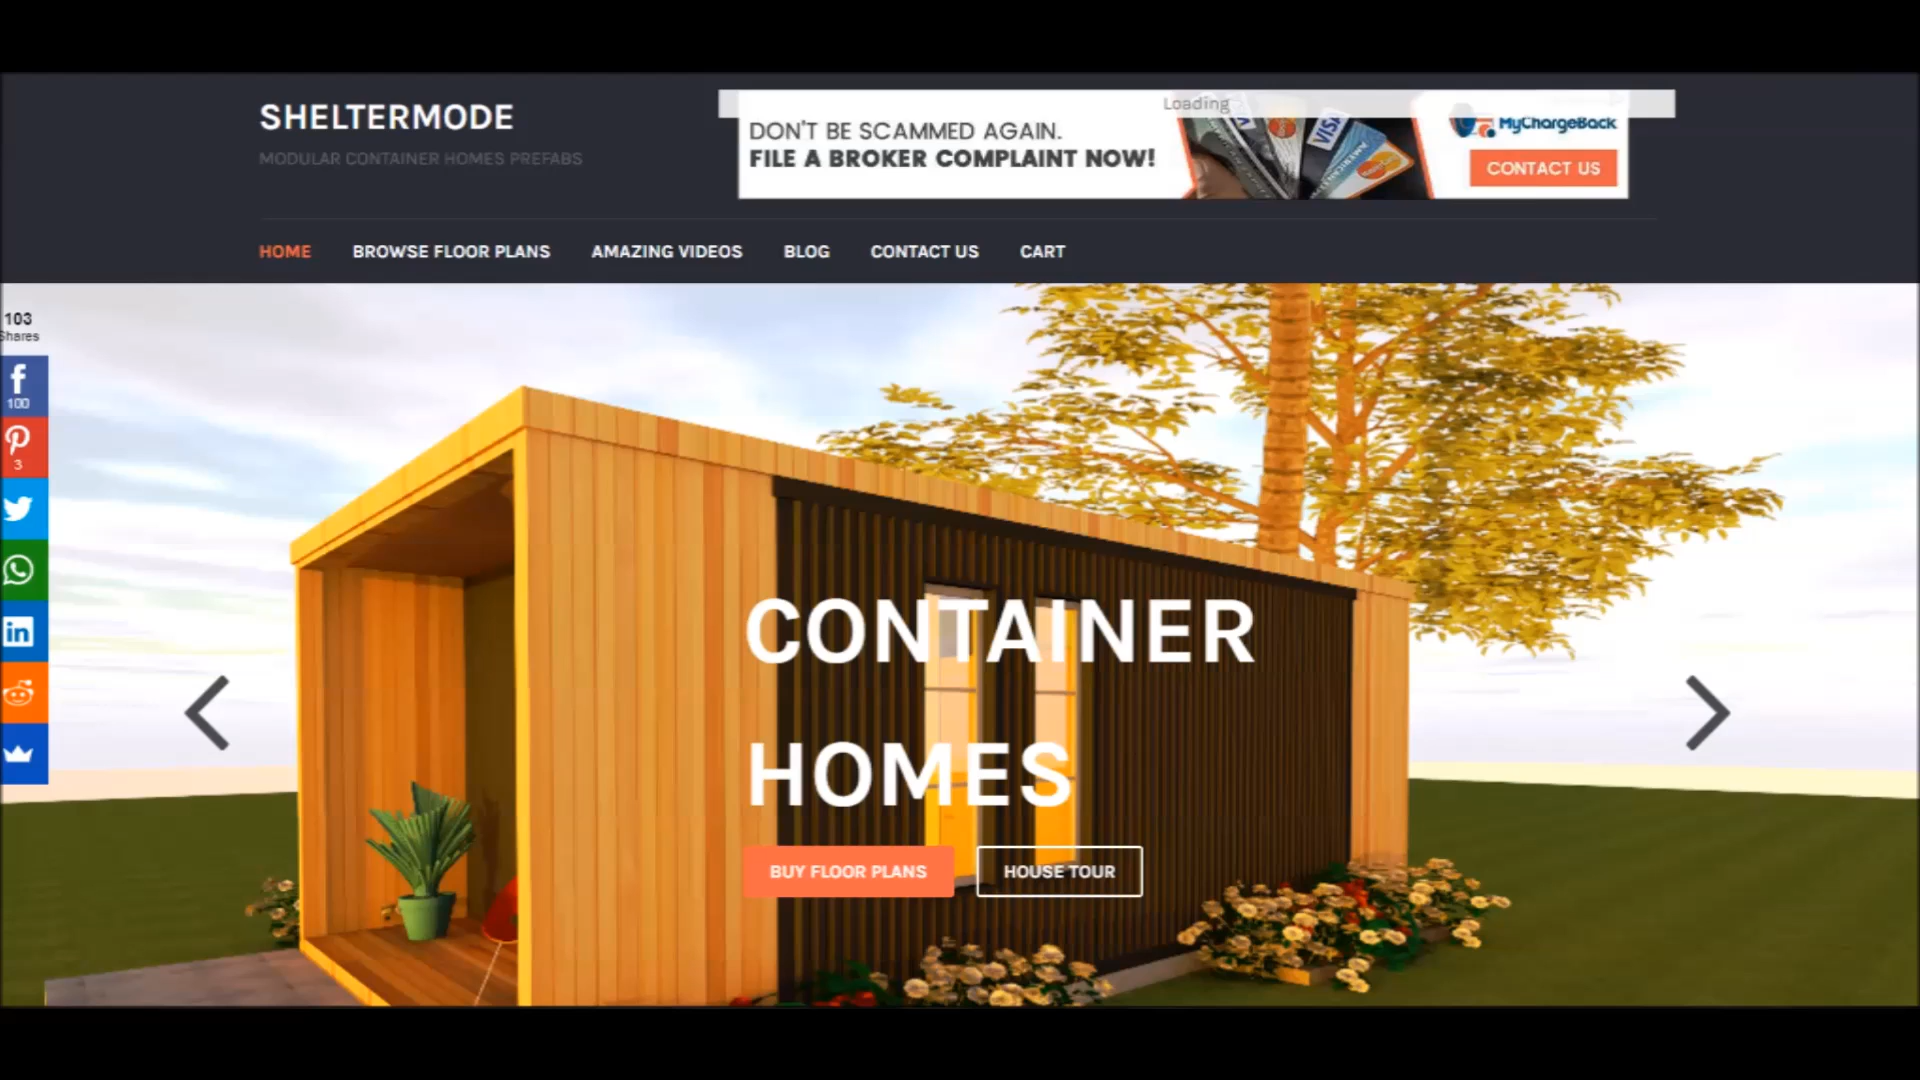 SHELTERMODE
MODULAR CONTAINER HOMES PREFABS
Loading
DON'T BE SCAMMED AGAIN.
FILE A BROKER COMPLAINT NOW!
VISA
MyChargeBack
CONTACT US
HOME BROWSE FLOOR PLANS AMAZING VIDEOS BLOG CONTACT US CART
103
Shares
100
3
CONTAINER
HOMES
BUY FLOOR PLANS HOUSE TOUR